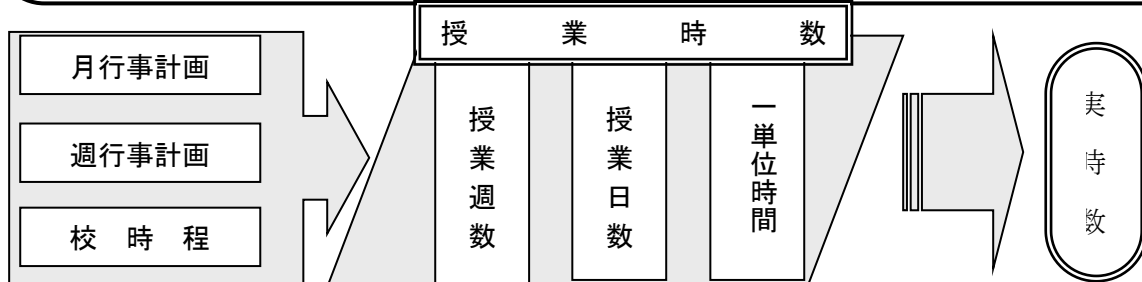 授業時数
月行事計画
週行事計画
校時程
授業週数
授業日数
一単位時間
実時数